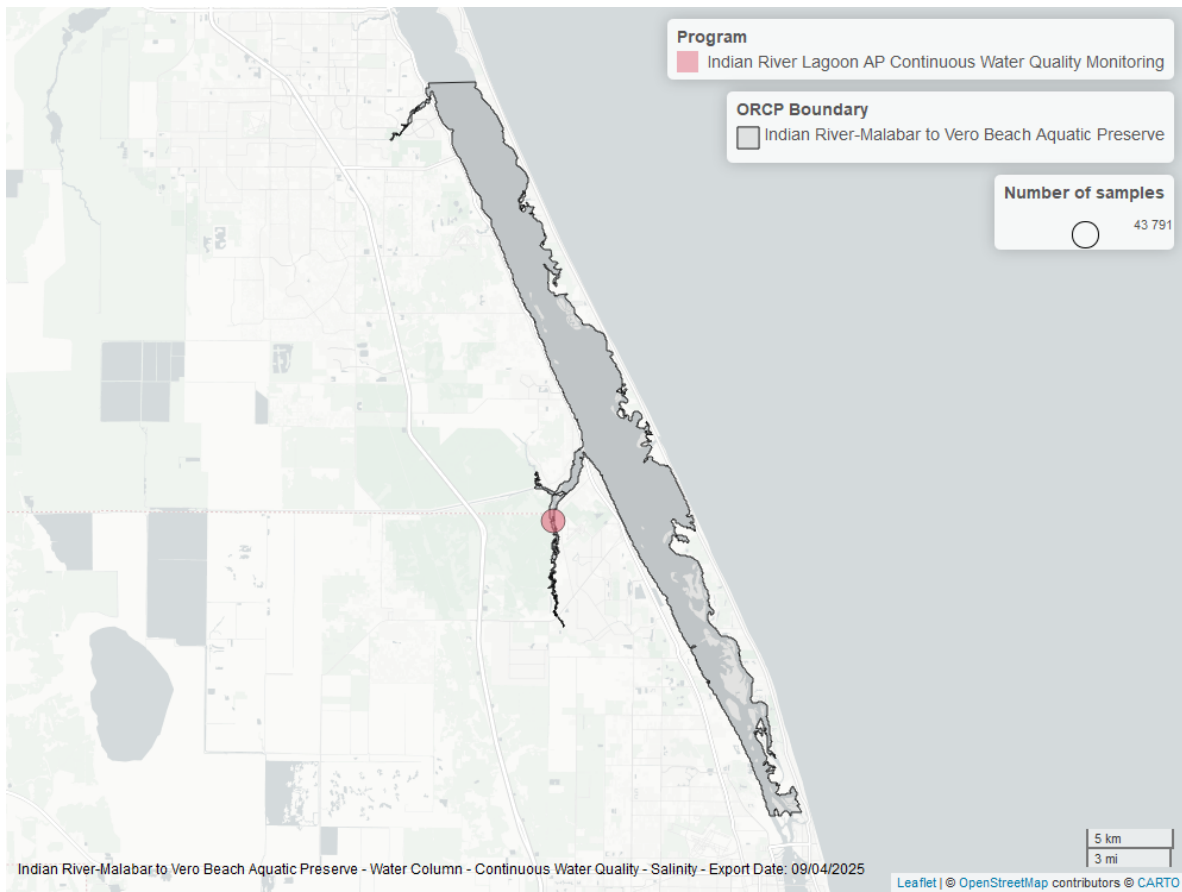 Program
Indian River Lagoon AP Continuous Water Quality Monitoring
ORCP Boundary
Indian River-Malabar to Vero Beach Aquatic Preserve
Number of samples
43 791
5 km
3 mi
Indian River-Malabar to Vero Beach Aquatic Preserve - Water Column - Continuous Water Quality - Salinity - Export Date: 09/04/2025
Leaflet | © OpenStreetMap contributors © CARTO